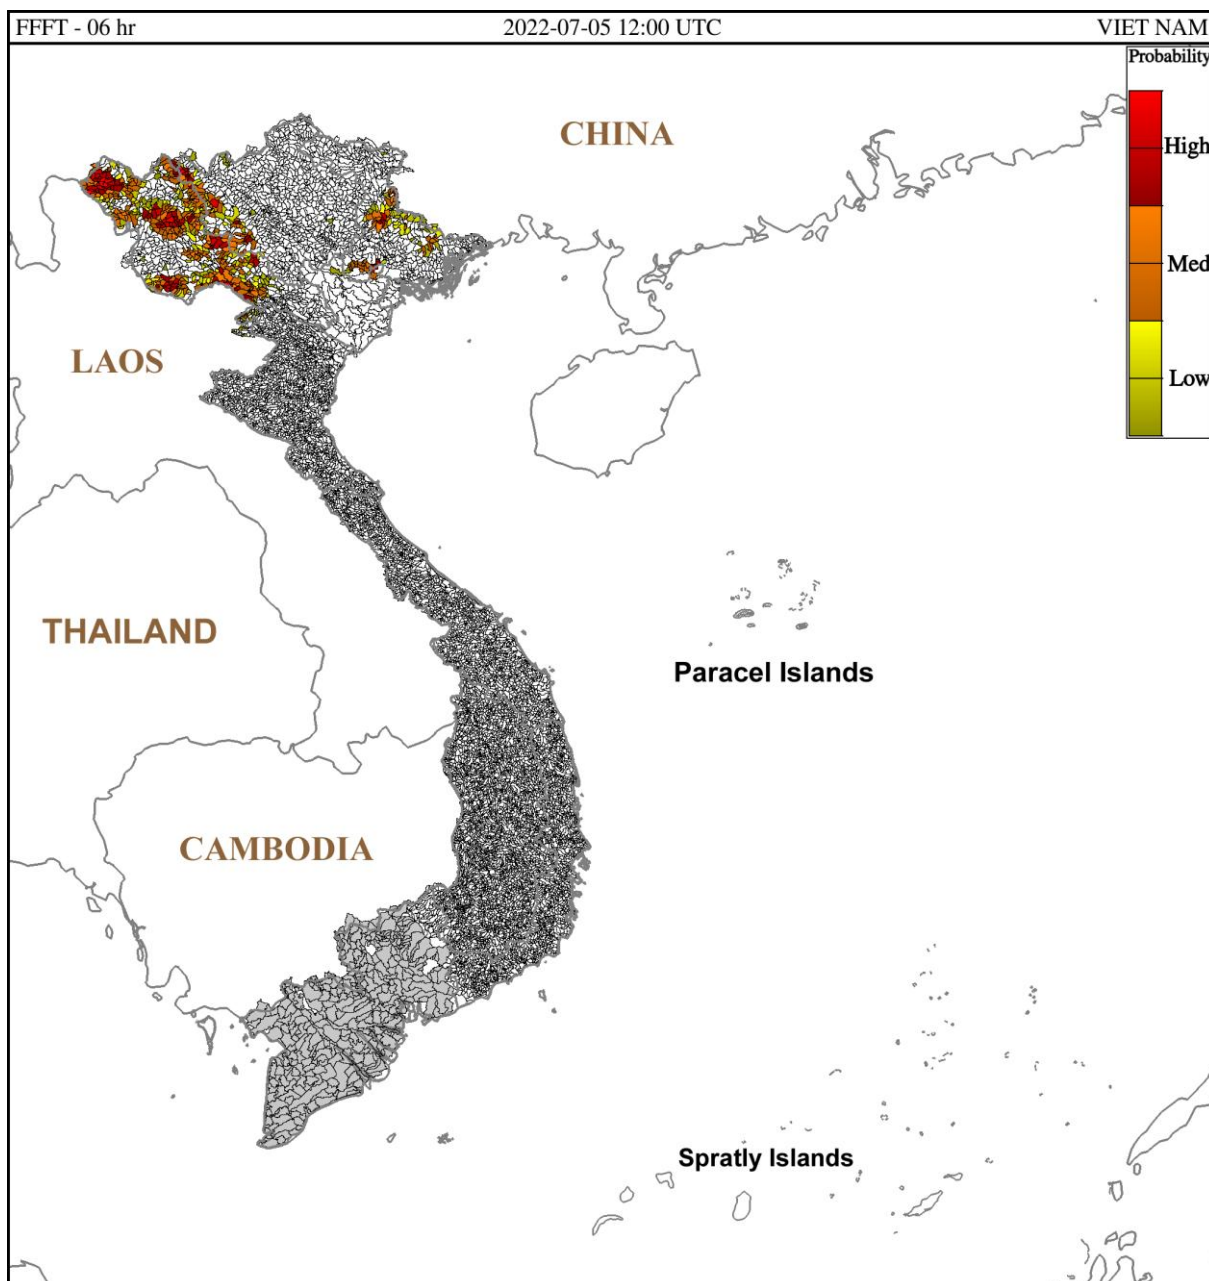 FFFT - 06 hr 2022-07-05 12:00 UTC VIET NAM
Probability
CHINA
High
Med
LAOS
Low
THAILAND
Paracel Islands
CAMBODIA
Spratly Islands